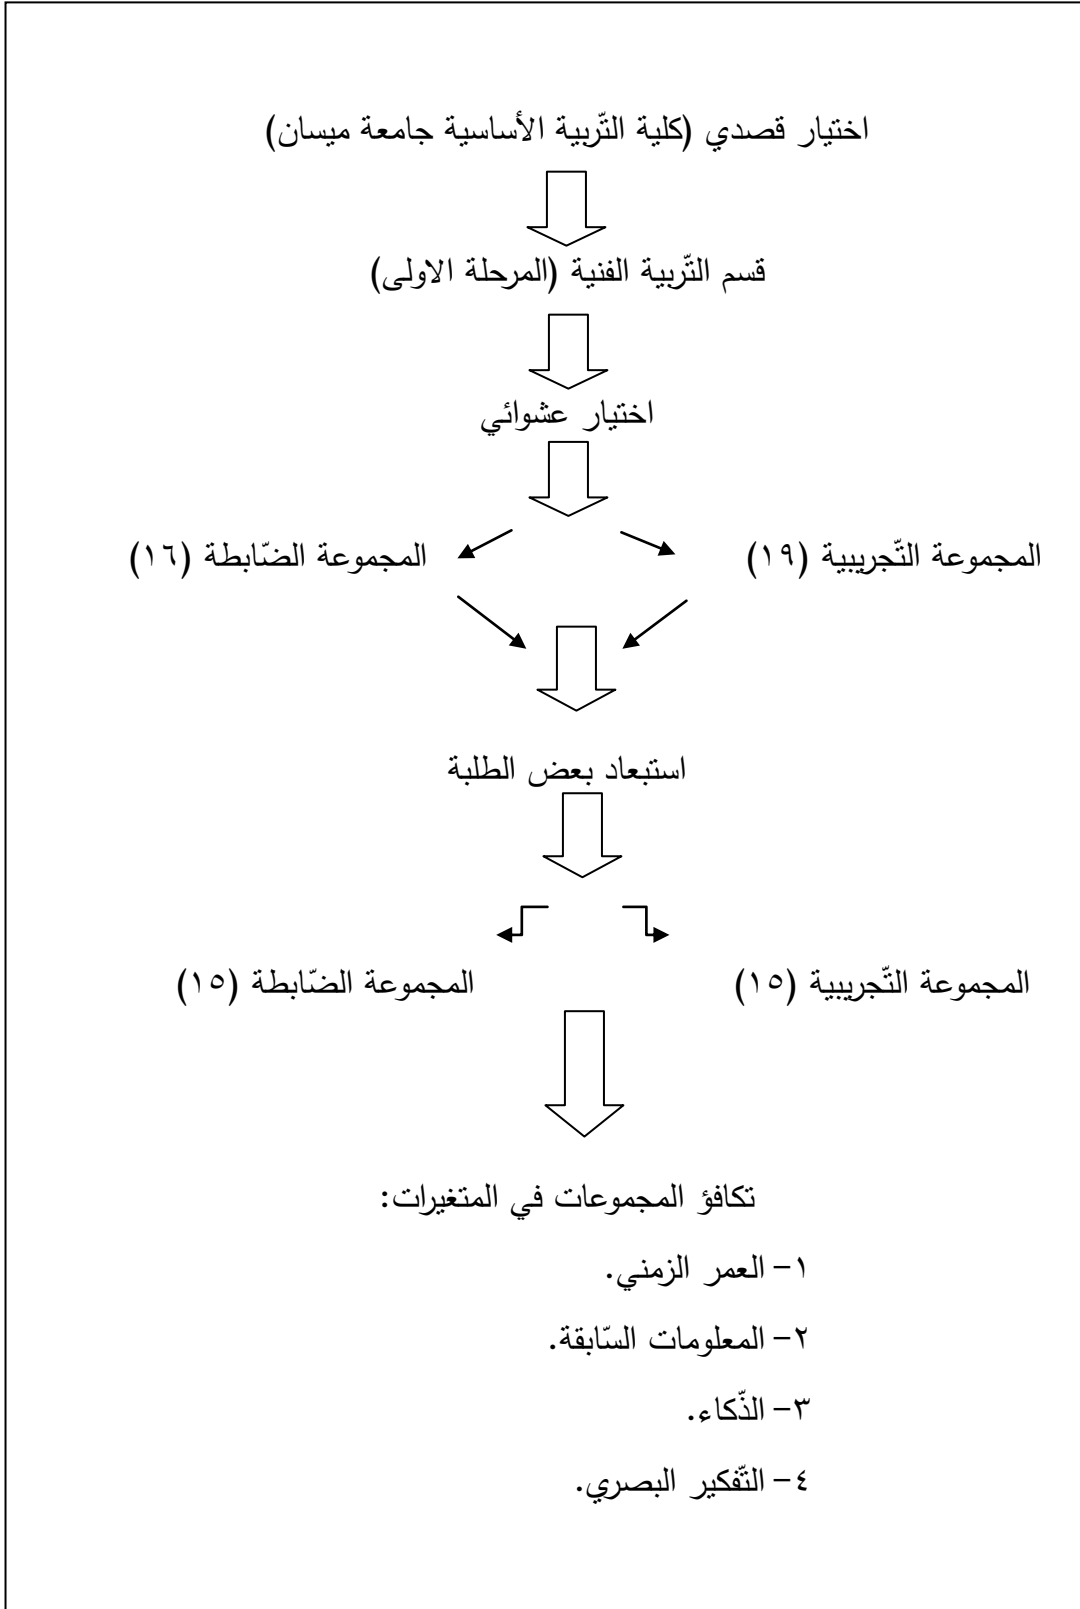 اختيار قصدي (كلية التّربية الأساسية جامعة ميسان)
قسم التّربية الفنية (المرحلة الاولى)
اختيار عشوائي
المجموعة التّجريبية (١٩)
المجموعة الضّابطة (١٦)
استبعاد بعض الطلبة
المجموعة التّجريبية (١٥)
المجموعة الضّابطة (١٥)
تكافؤ المجموعات في المتغيرات:
١- العمر الزمني.
٢- المعلومات السّابقة.
٣- الذّكاء.
٤- التّفكير البصري.